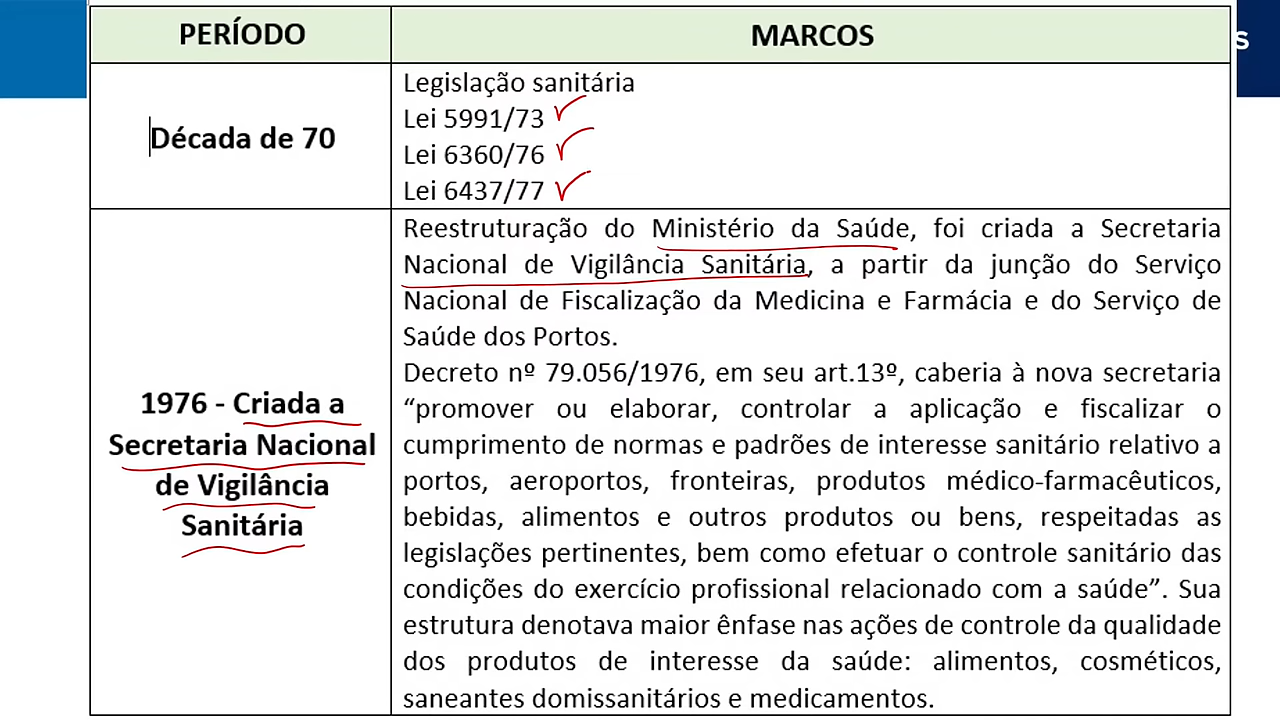 PERÍODO
MARCOS
s
Década de 70
Legislação sanitária
Lei 5991/73
Lei 6360/76
Lei 6437/77
1976 - Criada a
Secretaria Nacional
de Vigilância
Sanitária
Reestruturação do Ministério da Saúde, foi criada a Secretaria
Nacional de Vigilância Sanitária, a partir da junção do Serviço
Nacional de Fiscalização da Medicina e Farmácia e do Serviço de
Saúde dos Portos.
Decreto nº 79.056/1976, em seu art.13º, caberia à nova secretaria
“promover ou elaborar, controlar a aplicação e fiscalizar o
cumprimento de normas e padrões de interesse sanitário relativo a
portos, aeroportos, fronteiras, produtos médico-farmacêuticos,
bebidas, alimentos e outros produtos ou bens, respeitadas as
legislações pertinentes, bem como efetuar o controle sanitário das
condições do exercício profissional relacionado com a saúde”. Sua
estrutura denotava maior ênfase nas ações de controle da qualidade
dos produtos de interesse da saúde: alimentos, cosméticos,
saneantes domissanitários e medicamentos.